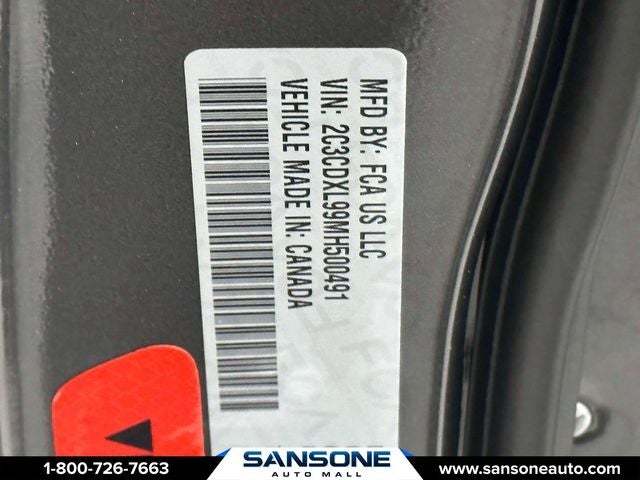 MFD BY: FCA US LLC
VIN: 2C3CDXL99MH500491
VEHICLE MADE IN: CANADA
1-800-726-7663
SANSONE
AUTO MALL
www.sansoneauto.com